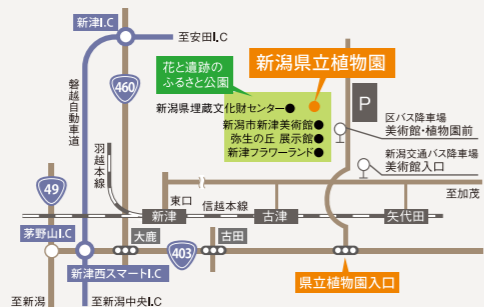 新津I.C
至安田I.C
花と遺跡の
ふるさと公園
新潟県立植物園
460
磐越自動車道
新潟県埋蔵文化財センター
P
新潟市新津美術館
弥生の丘 展示館
新津フラワーランド
区バス降車場
美術館・植物園前
新潟交通バス降車場
美術館入口
羽越本線
49
東口
至加茂
新津
信越本線
古津
矢代田
茅野山I.C
大鹿
古田
403
新津西スマートI.C
県立植物園入口
至新潟
至新潟中央I.C